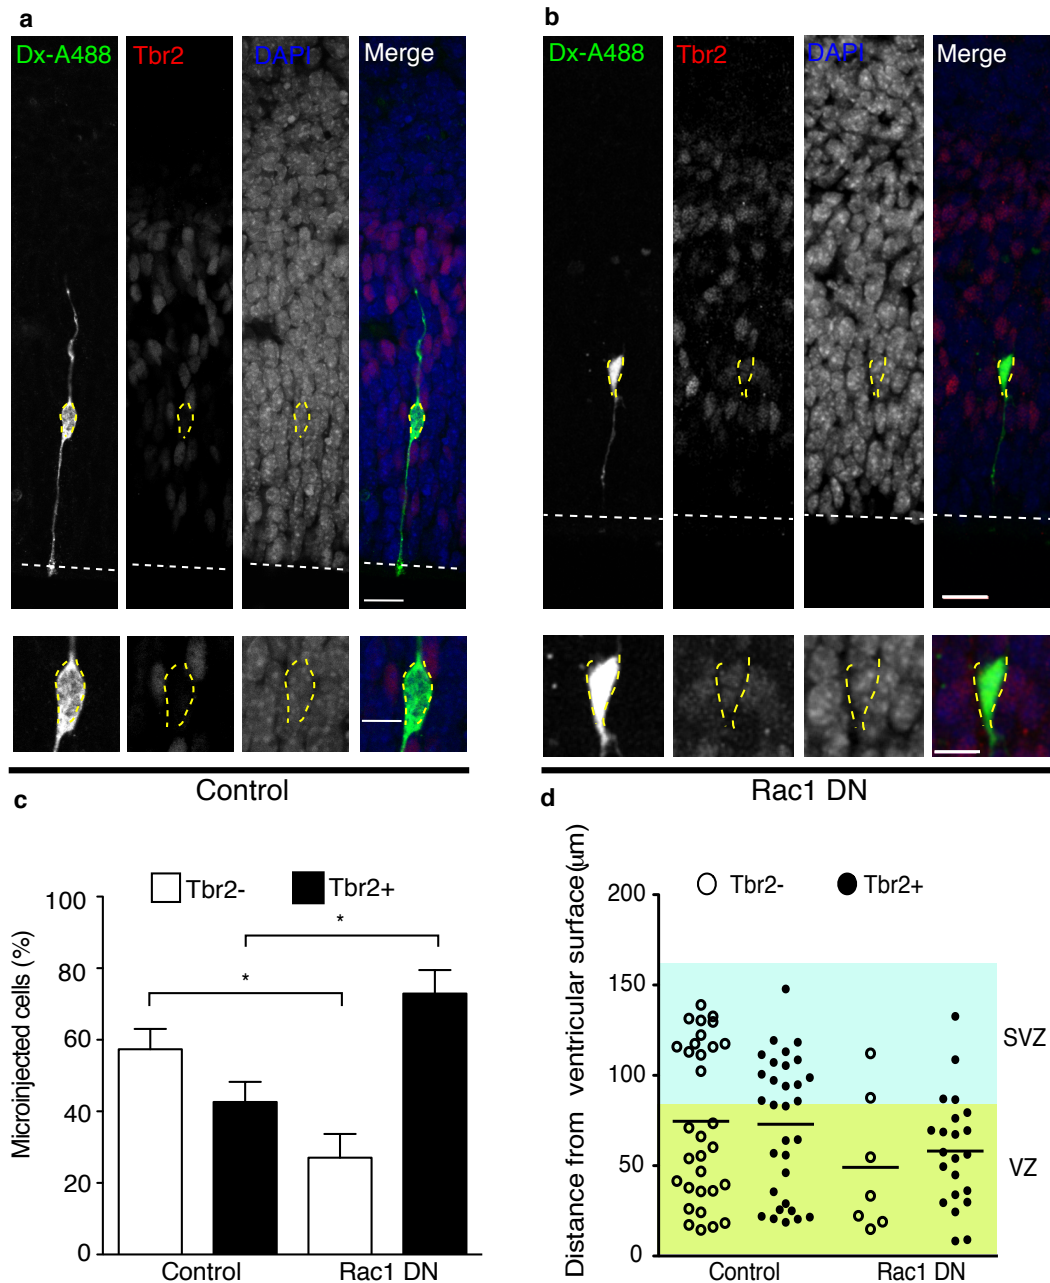 a
Dx-A488 Tbr2 DAPI Merge
Control
b
Dx-A488 Tbr2 DAPI Merge
Rac1 DN
c
Tbr2- Tbr2+
Microinjected cells (%)
100
80
60
40
20
0
*
*
Control Rac1 DN
d
Tbr2- Tbr2+
Distance from ventricular surface (µm)
200
150
100
50
0
SVZ
VZ
Control Rac1 DN